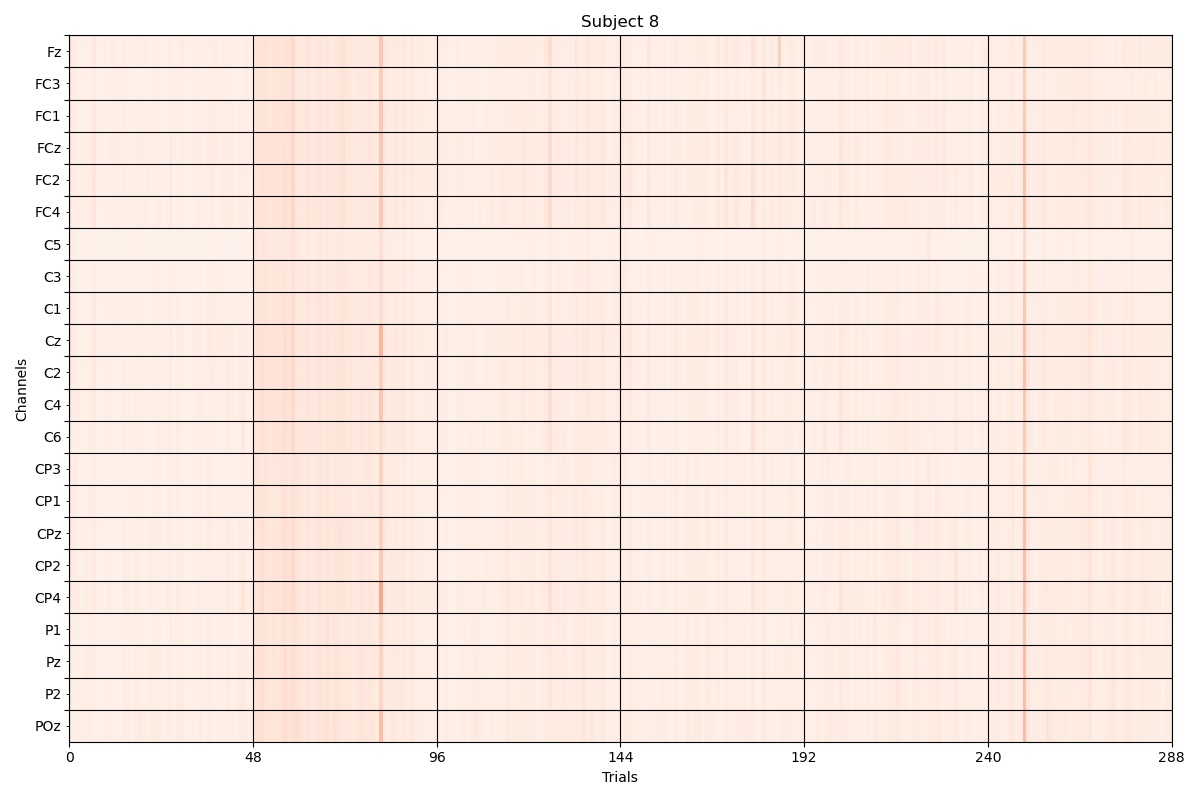 Subject 8
Fz
FC3
FC1
FCz
FC2
FC4
C5
C3
C1
Cz
C2
C4
C6
CP3
CP1
CPz
CP2
CP4
P1
Pz
P2
POz
Channels
0 48 96 144 192 240 288
Trials